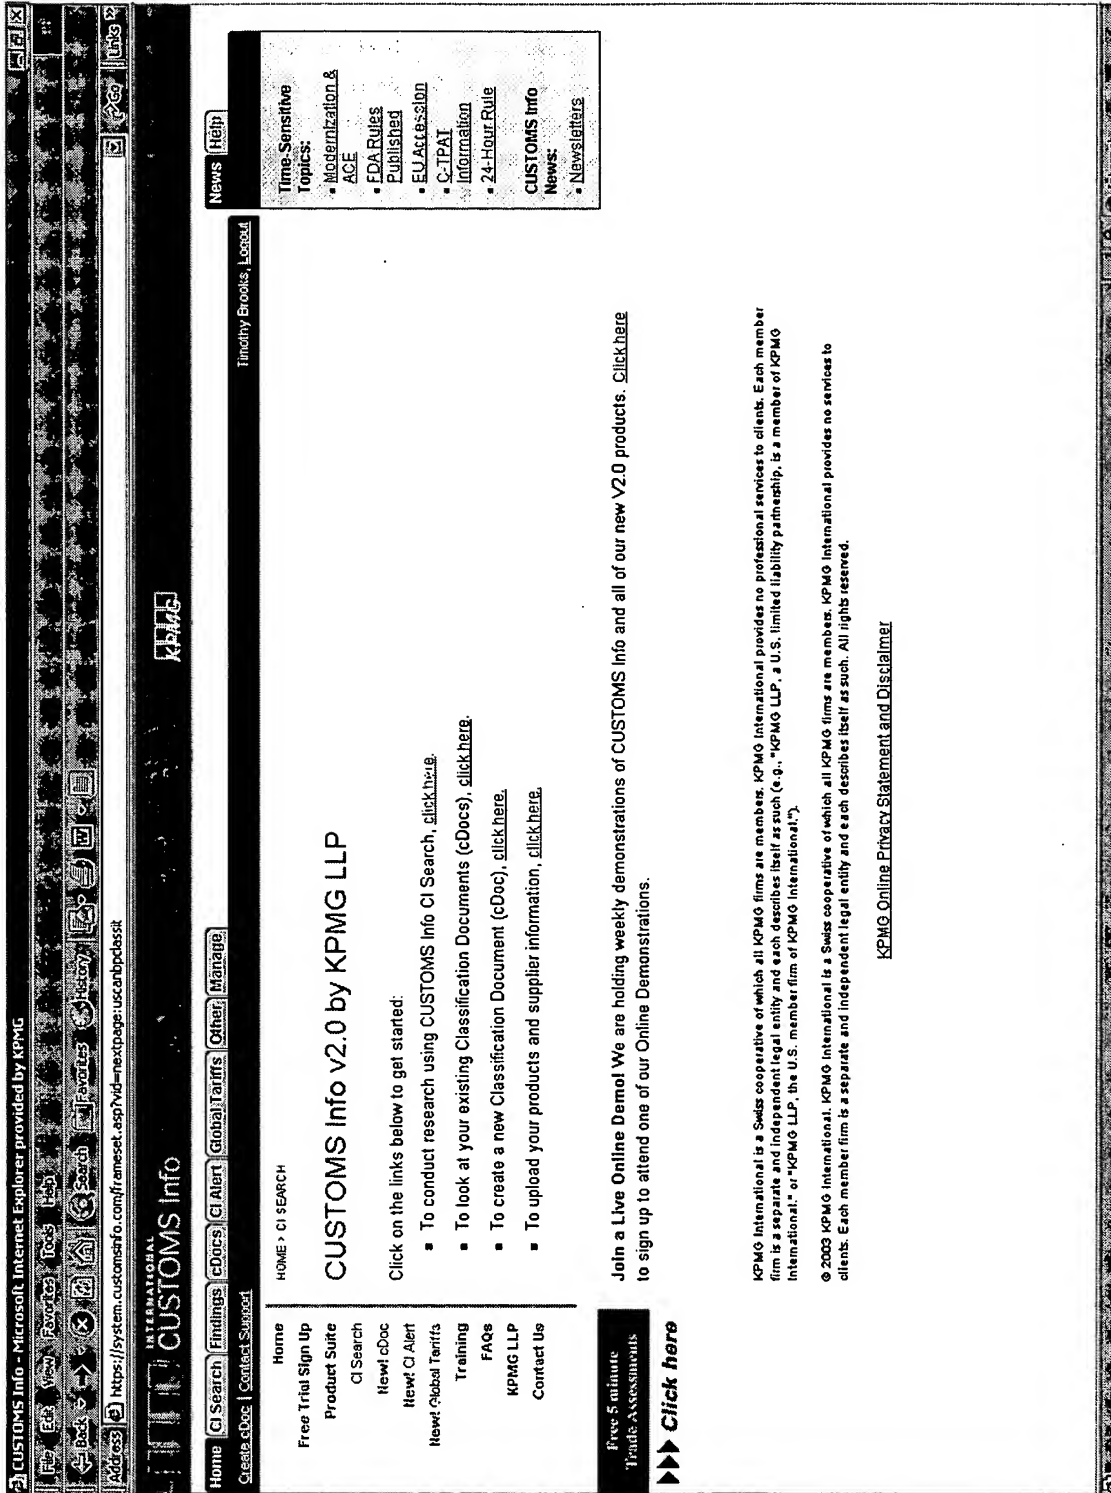 CUSTOMS Info - Microsoft Internet Explorer provided by KPMG
File Edit View Favorites Tools Help
Back Search Favorites History
Address https://system.customsinfo.com/frameset.asp?vid=nextpage:uscanbpclassit Go Links »
INTERNATIONAL
CUSTOMS Info
KPMG
Home CI Search Findings cDocs CI Alert Global Tariffs Other Manage News Help
Create cDoc | Contact Support Timothy Brooks, Logout
Home
Free Trial Sign Up
Product Suite
CI Search
New! cDoc
New! CI Alert
New! Global Tariffs
Training
FAQs
KPMG LLP
Contact Us
Free 5 minute
Trade Assessments
Click here
HOME > CI SEARCH
CUSTOMS Info v2.0 by KPMG LLP
Click on the links below to get started:
▪ To conduct research using CUSTOMS Info CI Search, click here.
▪ To look at your existing Classification Documents (cDocs), click here.
▪ To create a new Classification Document (cDoc), click here.
▪ To upload your products and supplier information, click here.
Join a Live Online Demo! We are holding weekly demonstrations of CUSTOMS Info and all of our new V2.0 products. Click here
to sign up to attend one of our Online Demonstrations.
KPMG International is a Swiss cooperative of which all KPMG firms are members. KPMG International provides no professional services to clients. Each member
firm is a separate and independent legal entity and each describes itself as such (e.g., "KPMG LLP, a U.S. limited liability partnership, is a member of KPMG
International." or "KPMG LLP, the U.S. member firm of KPMG International.").
© 2003 KPMG International. KPMG International is a Swiss cooperative of which all KPMG firms are members. KPMG International provides no services to
clients. Each member firm is a separate and independent legal entity and each describes itself as such. All rights reserved.
KPMG Online Privacy Statement and Disclaimer
Time-Sensitive
Topics:
▪ Modernization &
ACE
▪ FDA Rules
Published
▪ EU Accession
▪ C-TPAT
Information
▪ 24-Hour Rule
CUSTOMS Info
News:
▪ Newsletters